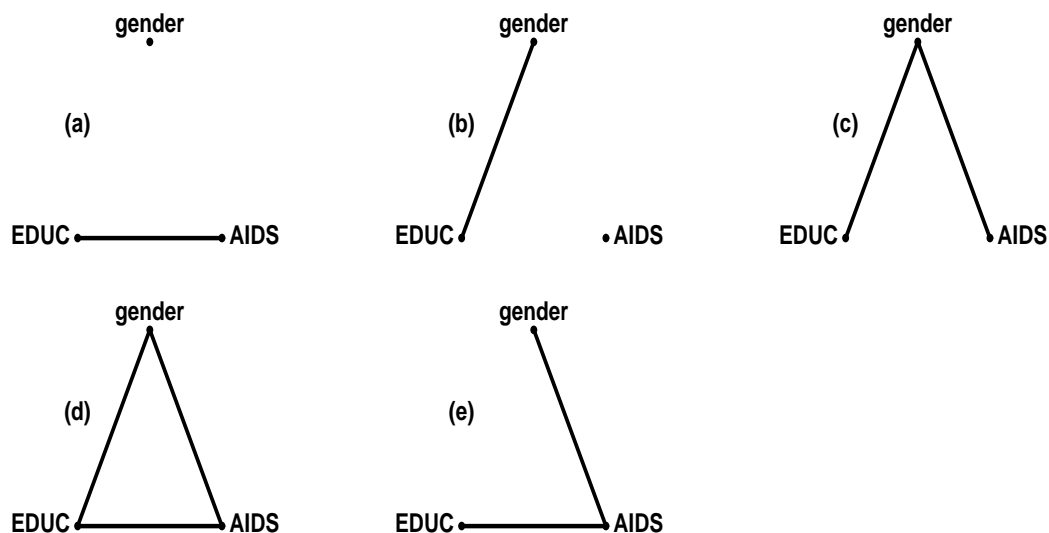 gender
(a)
EDUC AIDS
gender
(b)
EDUC AIDS
gender
(c)
EDUC AIDS
gender
(d)
EDUC AIDS
gender
(e)
EDUC AIDS